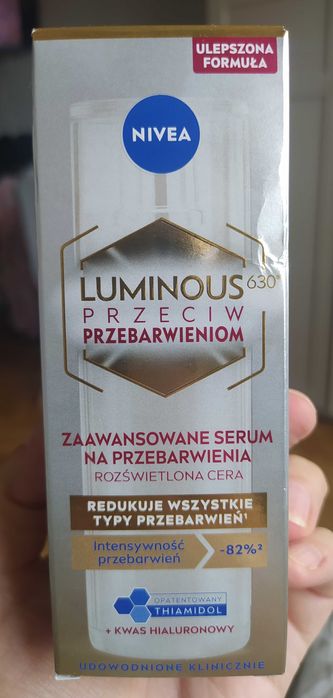 ULEPSZONA
FORMUŁA
NIVEA
LUMINOUS630®
PRZECIW
PRZEBARWIENIOM
ZAAWANSOWANE SERUM
NA PRZEBARWIENIA
ROZŚWIETLONA CERA
REDUKUJE WSZYSTKIE
TYPY PRZEBARWIEŃ¹
Intensywność
przebarwień
-82%²
OPATENTOWANY
THIAMIDOL
+ KWAS HIALURONOWY
UDOWODNIONE KLINICZNIE